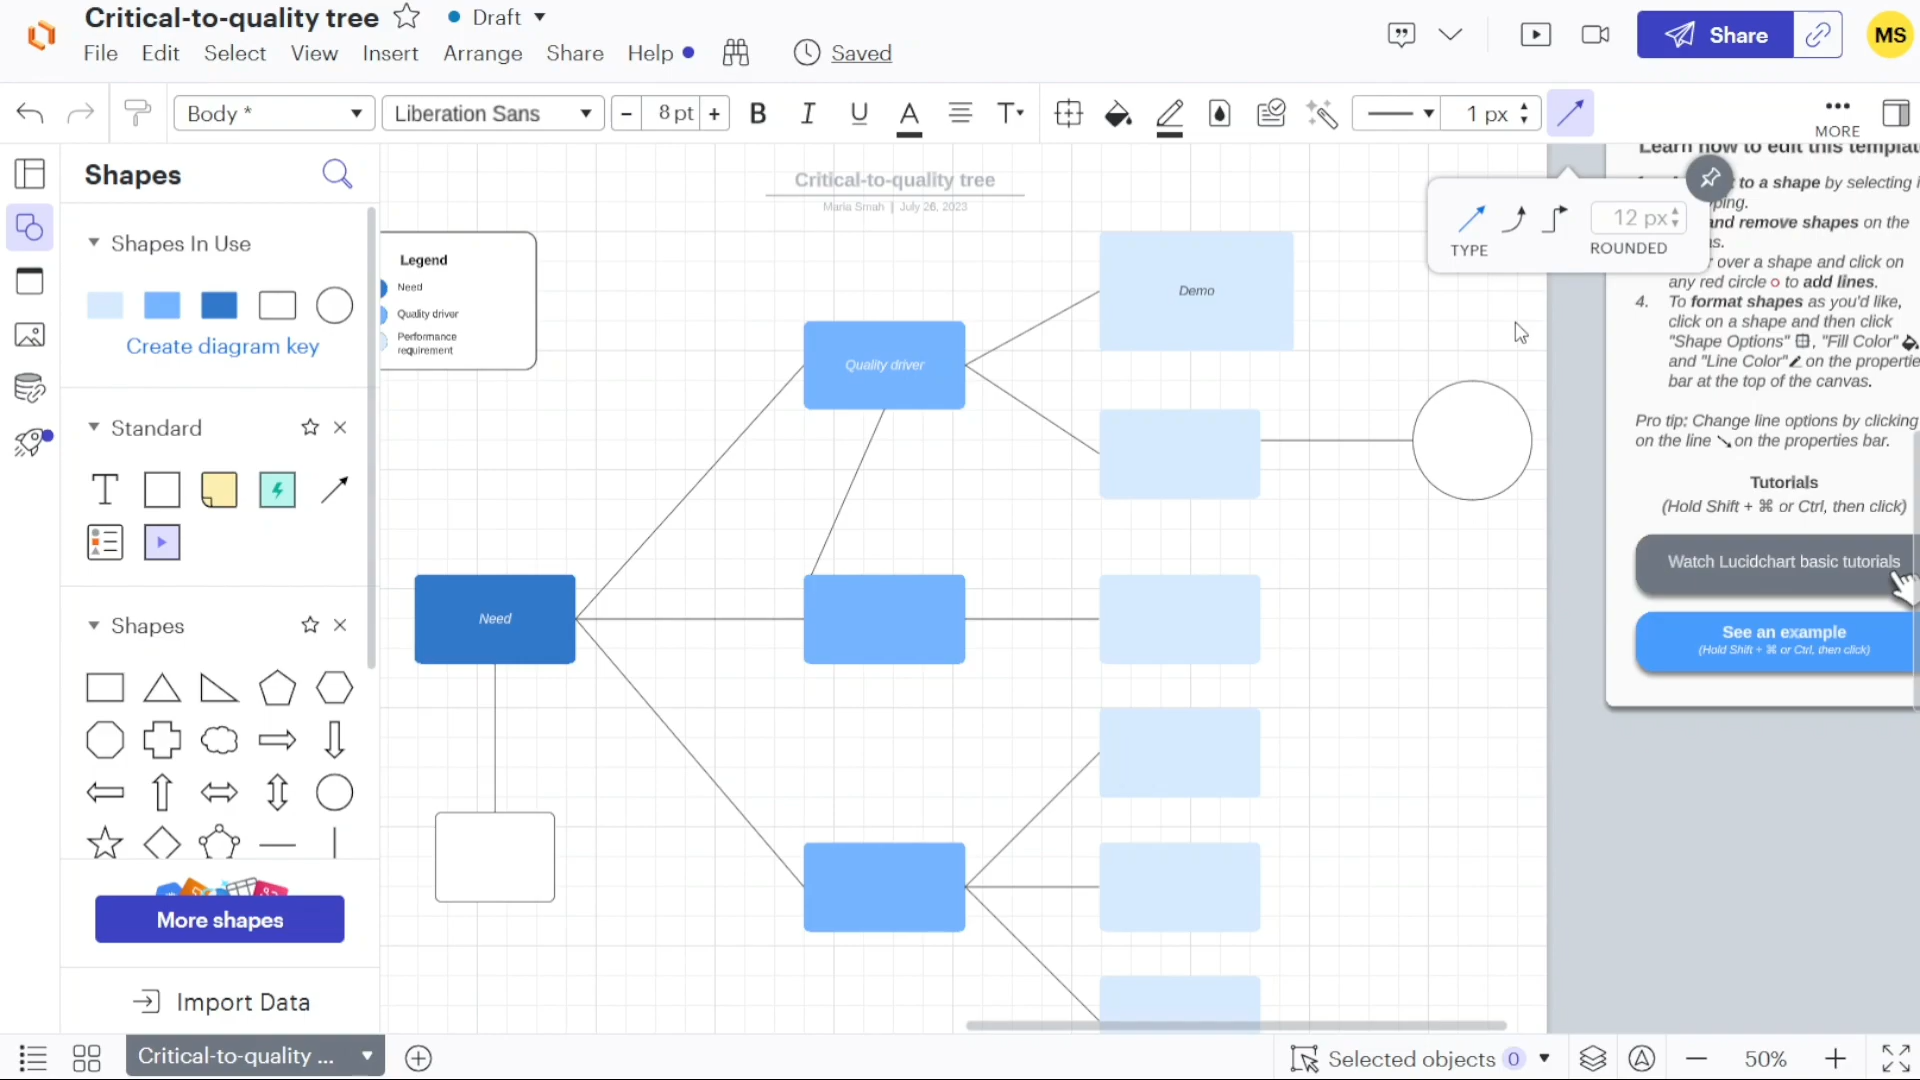 Critical-to-quality tree
Draft
File Edit Select View Insert Arrange Share Help
Saved
Share
MS
Body *
Liberation Sans
8 pt
1 px
MORE
Shapes
Shapes In Use
Create diagram key
Standard
Shapes
More shapes
Import Data
Critical-to-quality tree
Maria Smah | July 26, 2023
Legend
Need
Quality driver
Performance
requirement
Demo
Quality driver
Need
12 px
TYPE
ROUNDED
Learn how to edit this templat
to a shape by selecting i
ping.
and remove shapes on the
s.
over a shape and click on
any red circle to add lines.
4. To format shapes as you'd like,
click on a shape and then click
"Shape Options" , "Fill Color"
and "Line Color" on the propertie
bar at the top of the canvas.
Pro tip: Change line options by clicking
on the line on the properties bar.
Tutorials
(Hold Shift + ⌘ or Ctrl, then click)
Watch Lucidchart basic tutorials
See an example
(Hold Shift + ⌘ or Ctrl, then click)
Critical-to-quality ...
Selected objects 0
50%